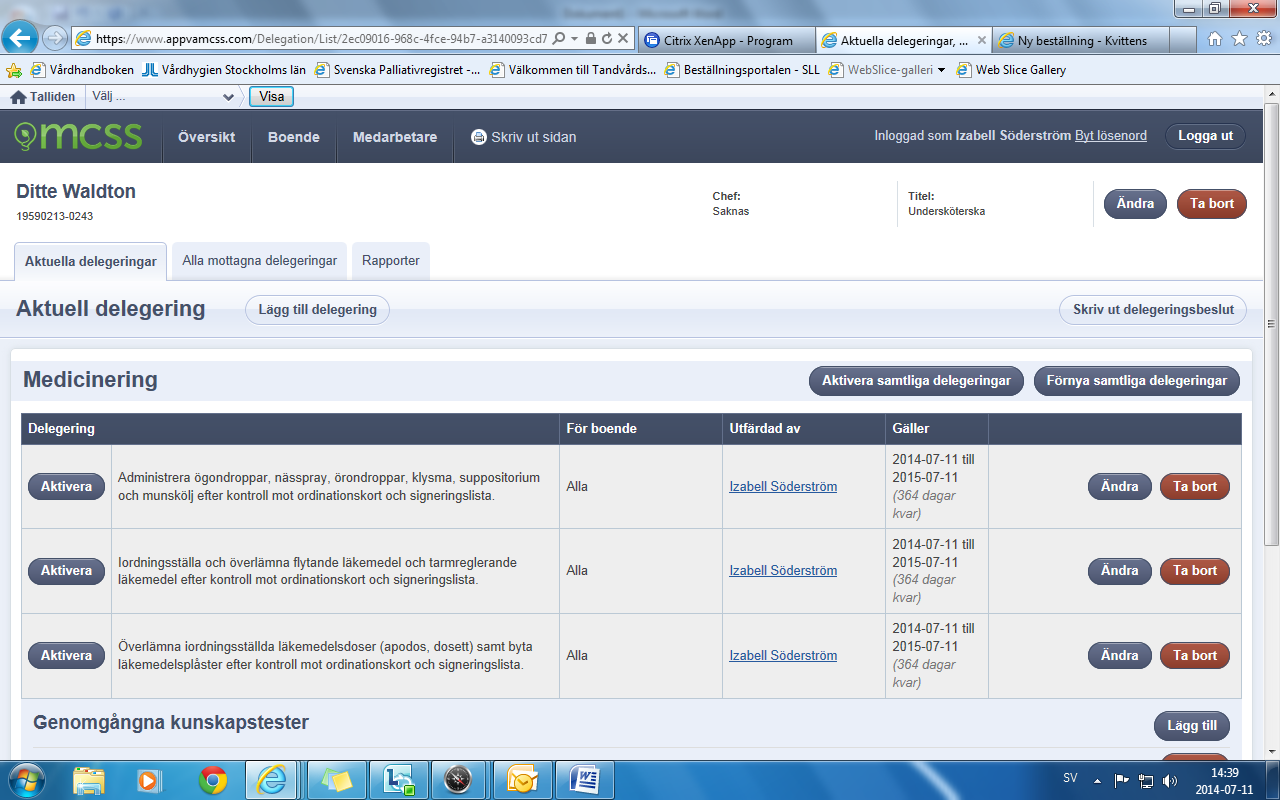 https://www.appvamcss.com/Delegation/List/2ec09016-968c-4fce-94b7-a3140093cd7
Citrix XenApp - Program
Aktuella delegeringar, ...
Ny beställning - Kvittens
Vårdhandboken
Vårdhygien Stockholms län
Svenska Palliativregistret -...
Välkommen till Tandvårds...
Beställningsportalen - SLL
WebSlice-galleri
Web Slice Gallery
Talliden
Välj ...
Visa
mcss
Översikt
Boende
Medarbetare
Skriv ut sidan
Inloggad som Izabell Söderström Byt lösenord
Logga ut
Ditte Waldton
19590213-0243
Chef:
Saknas
Titel:
Undersköterska
Ändra
Ta bort
Aktuella delegeringar
Alla mottagna delegeringar
Rapporter
Aktuell delegering
Lägg till delegering
Skriv ut delegeringsbeslut
Medicinering
Aktivera samtliga delegeringar
Förnya samtliga delegeringar
Delegering
För boende
Utfärdad av
Gäller
Aktivera
Administrera ögondroppar, nässpray, örondroppar, klysma, suppositorium
och munskölj efter kontroll mot ordinationskort och signeringslista.
Alla
Izabell Söderström
2014-07-11 till
2015-07-11
(364 dagar
kvar)
Ändra
Ta bort
Aktivera
Iordningsställa och överlämna flytande läkemedel och tarmreglerande
läkemedel efter kontroll mot ordinationskort och signeringslista.
Alla
Izabell Söderström
2014-07-11 till
2015-07-11
(364 dagar
kvar)
Ändra
Ta bort
Aktivera
Överlämna iordningsställda läkemedelsdoser (apodos, dosett) samt byta
läkemedelsplåster efter kontroll mot ordinationskort och signeringslista.
Alla
Izabell Söderström
2014-07-11 till
2015-07-11
(364 dagar
kvar)
Ändra
Ta bort
Genomgångna kunskapstester
Lägg till
SV
14:39
2014-07-11